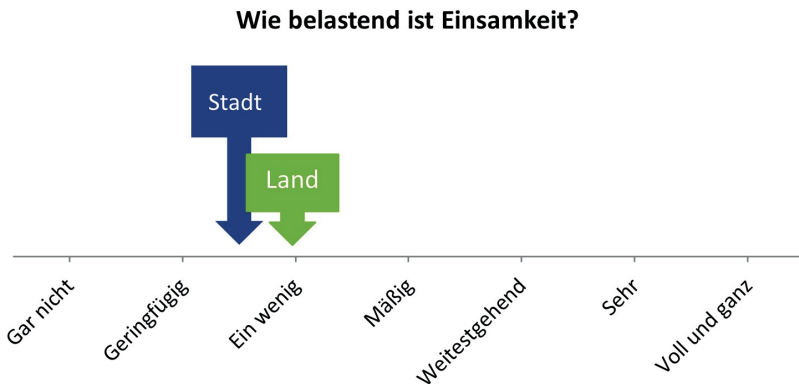 Wie belastend ist Einsamkeit?
Stadt
Land
Gar nicht
Geringfügig
Ein wenig
Mäßig
Weitestgehend
Sehr
Voll und ganz